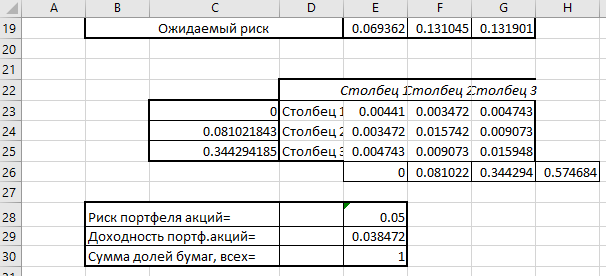 A B C D E F G H
19 Ожидаемый риск 0.069362 0.131045 0.131901
20
21
22 Столбец 1 Столбец 2 Столбец 3
23 0 Столбец 1 0.00441 0.003472 0.004743
24 0.081021843 Столбец 2 0.003472 0.015742 0.009073
25 0.344294185 Столбец 3 0.004743 0.009073 0.015948
26 0 0.081022 0.344294 0.574684
27
28 Риск портфеля акций= 0.05
29 Доходность портф.акций= 0.038472
30 Сумма долей бумаг, всех= 1